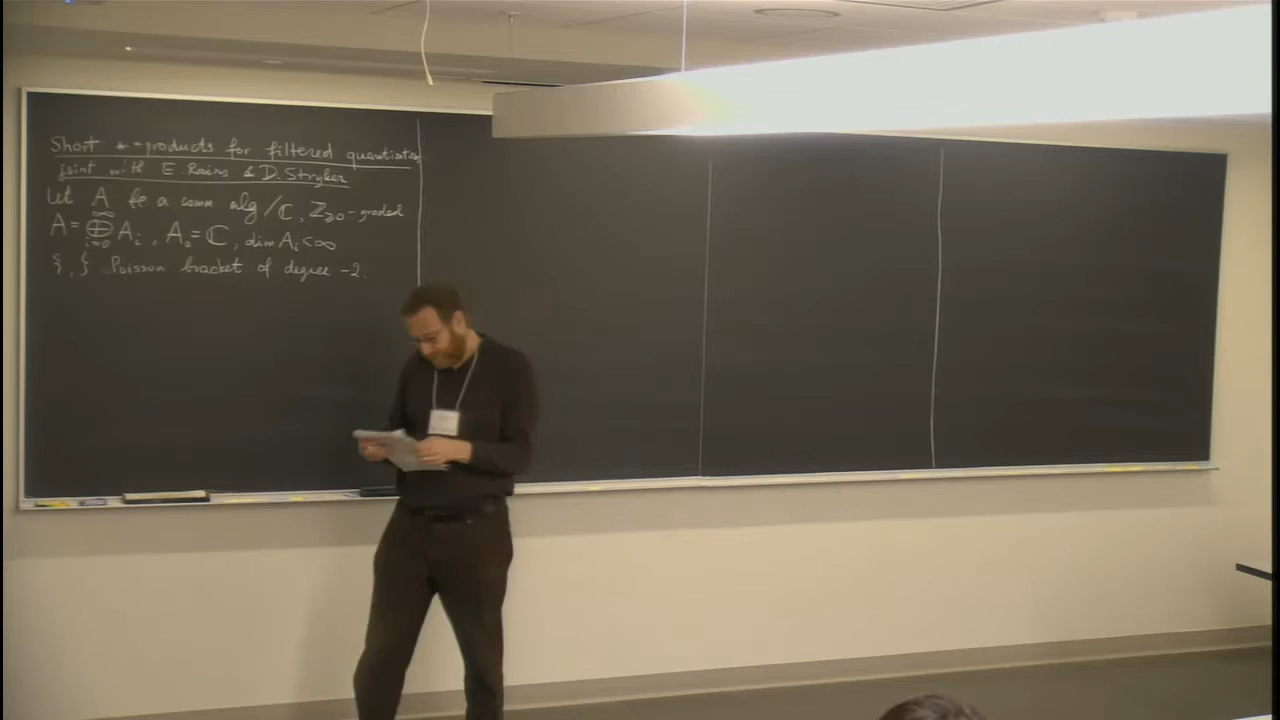 Short *-products for filtered quantization
joint with E. Rains & D. Stryker
Let A be a comm alg/ℂ, ℤ≥0-graded
A = ⊕_{i=0}^{∞} A_i, A_0 = ℂ, dim A_i < ∞
{,} Poisson bracket of degree -2.